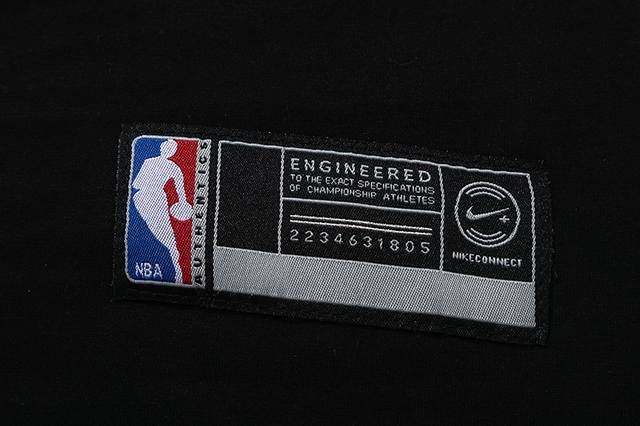 NBA
AUTHENTICS
ENGINEERED
TO THE EXACT SPECIFICATIONS
OF CHAMPIONSHIP ATHLETES
2234631805
NIKECONNECT